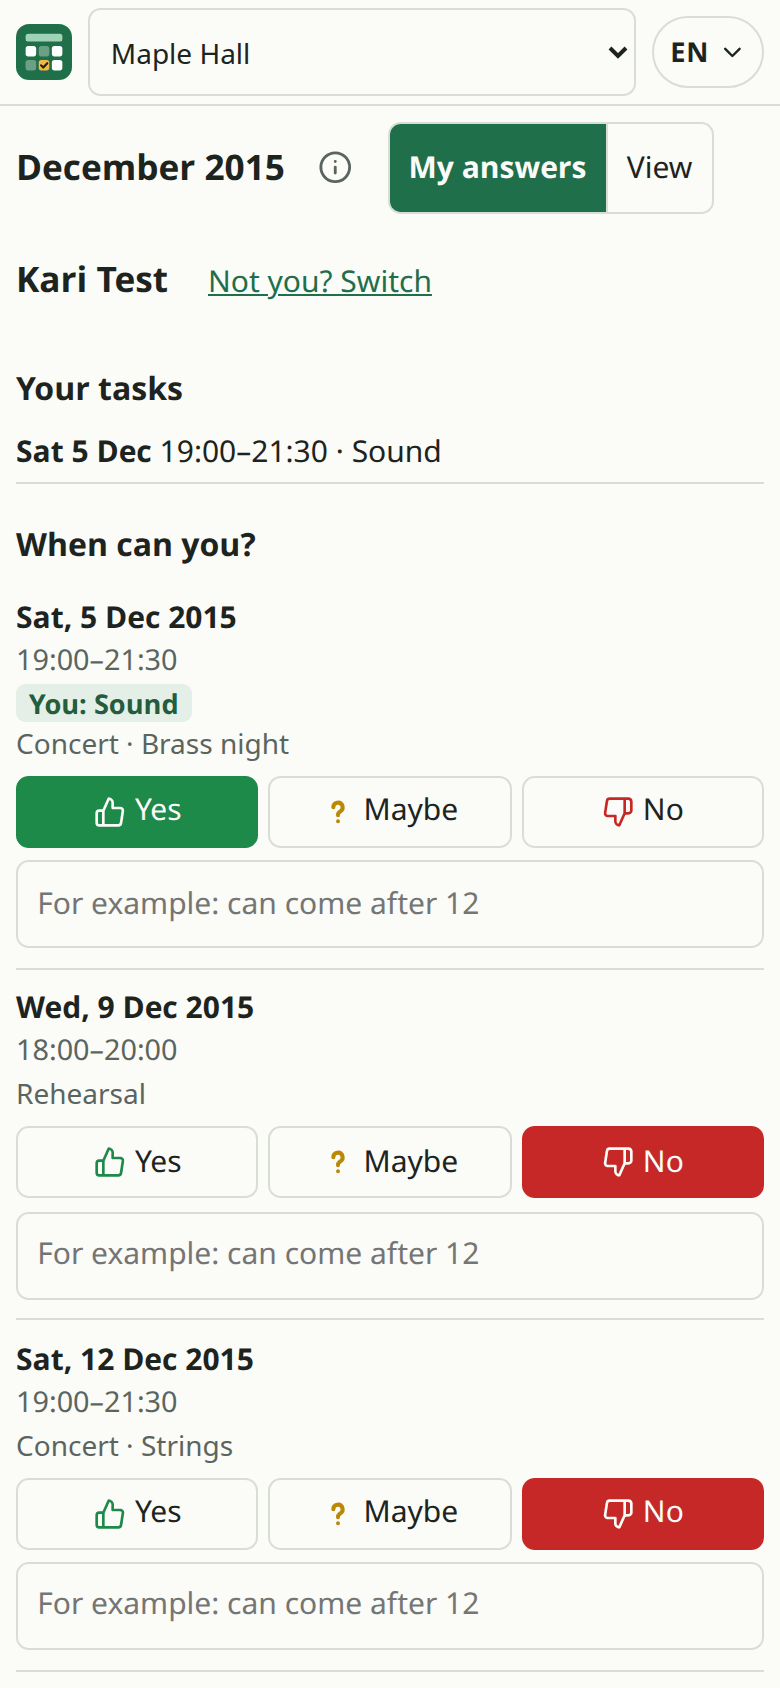 Maple Hall
EN
December 2015
My answers
View
Kari Test
Not you? Switch
Your tasks
Sat 5 Dec 19:00–21:30 · Sound
When can you?
Sat, 5 Dec 2015
19:00–21:30
You: Sound
Concert · Brass night
Yes
Maybe
No
For example: can come after 12
Wed, 9 Dec 2015
18:00–20:00
Rehearsal
Yes
Maybe
No
For example: can come after 12
Sat, 12 Dec 2015
19:00–21:30
Concert · Strings
Yes
Maybe
No
For example: can come after 12